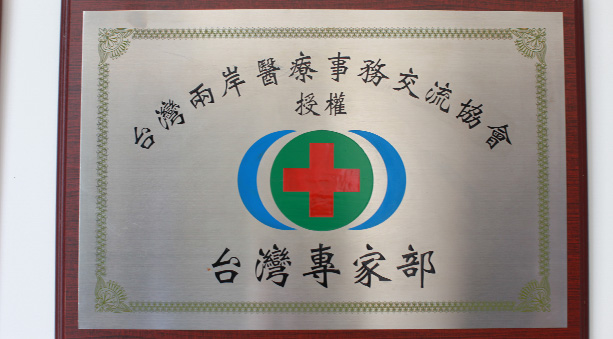 台灣兩岸醫療事務交流協會
授權
台灣專家部